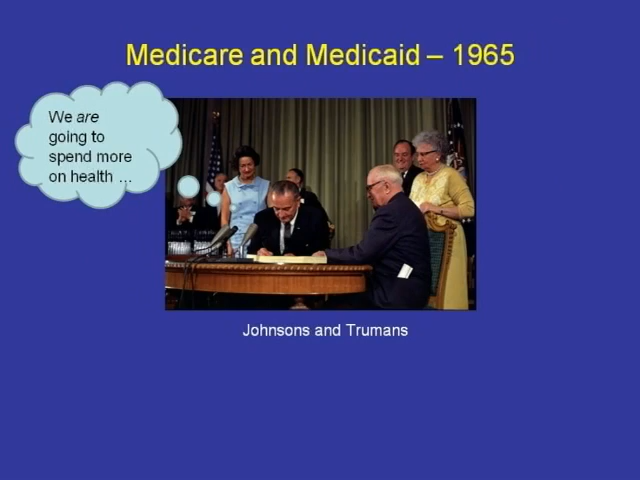 Medicare and Medicaid – 1965
We are
going to
spend more
on health …
Johnsons and Trumans